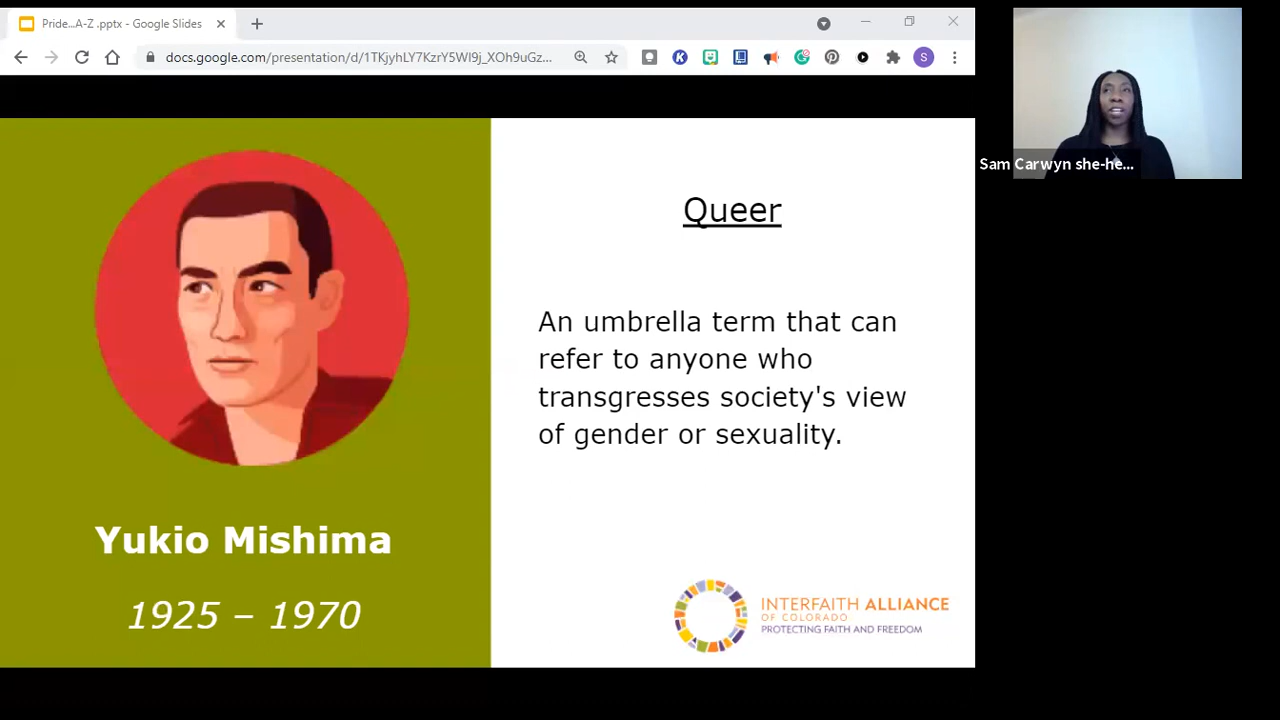 Pride...A-Z .pptx - Google Slides
docs.google.com/presentation/d/1TKjyhLY7KzrY5Wl9j_XOh9uGz...
S
Sam Carwyn she-he...
Queer
An umbrella term that can
refer to anyone who
transgresses society's view
of gender or sexuality.
Yukio Mishima
1925 – 1970
INTERFAITH ALLIANCE
OF COLORADO
PROTECTING FAITH AND FREEDOM